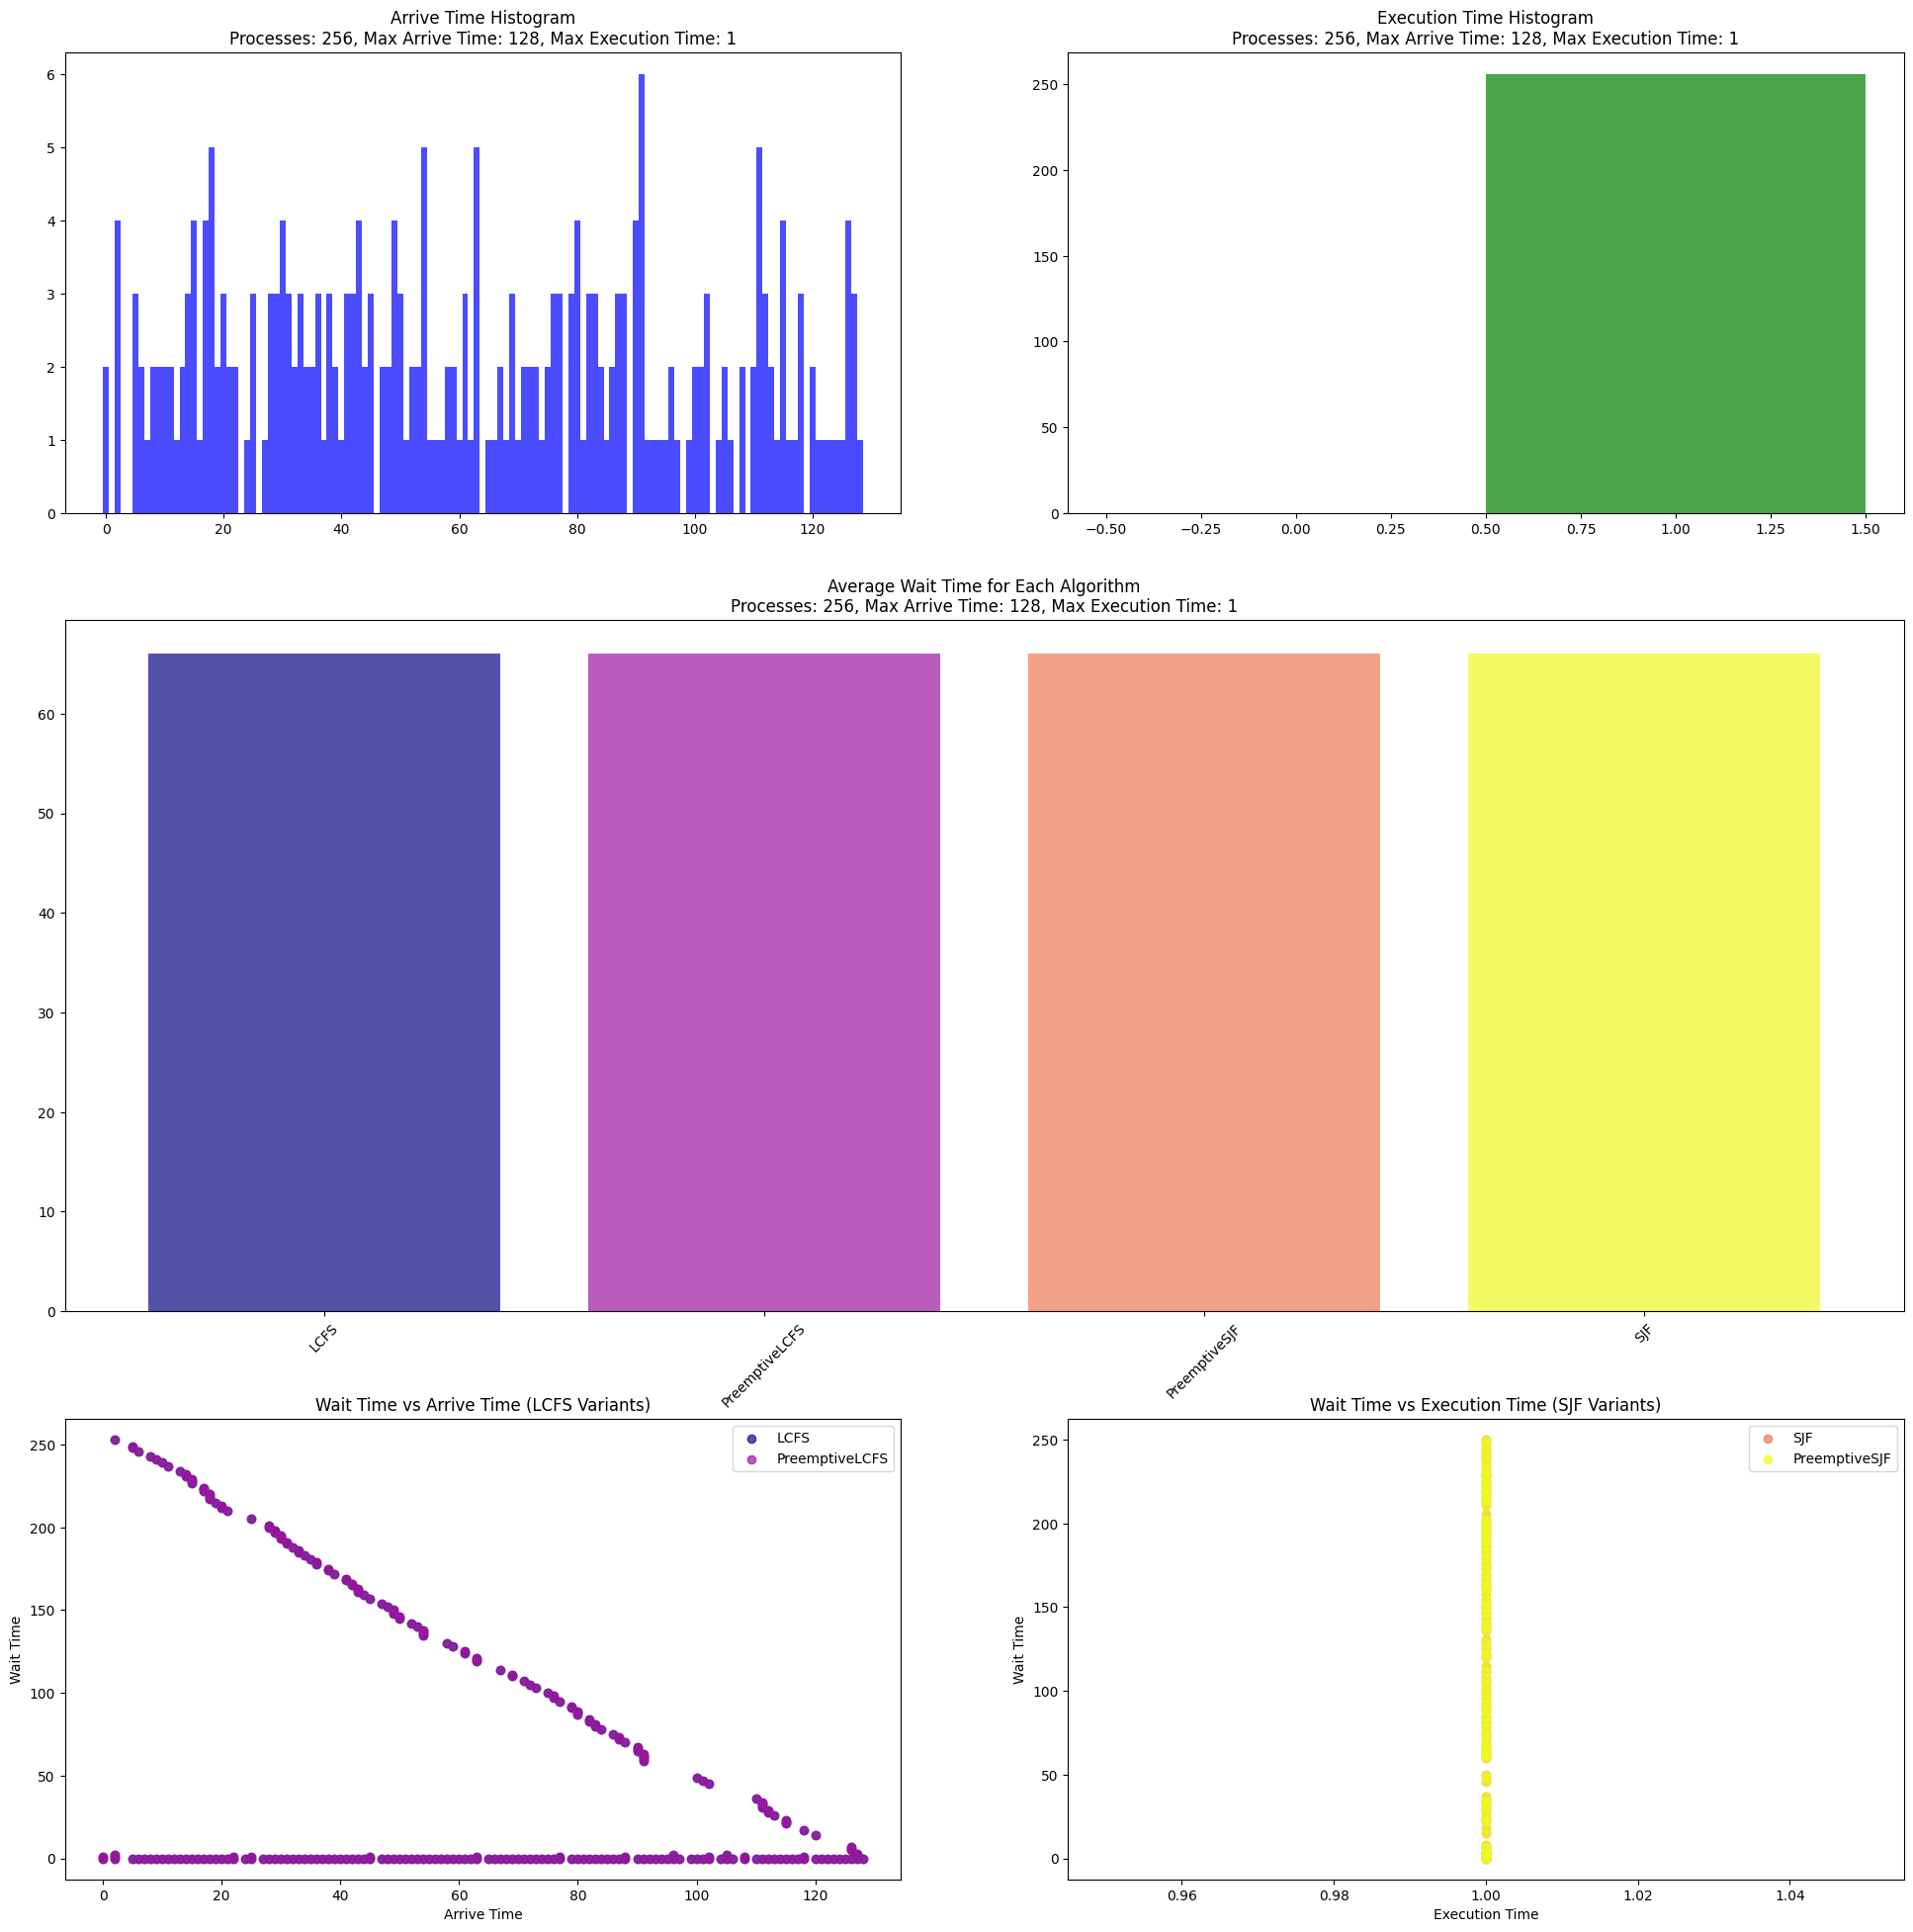 Arrive Time Histogram
Processes: 256, Max Arrive Time: 128, Max Execution Time: 1
6
5
4
3
2
1
0
0 20 40 60 80 100 120
Execution Time Histogram
Processes: 256, Max Arrive Time: 128, Max Execution Time: 1
250
200
150
100
50
0
−0.50 −0.25 0.00 0.25 0.50 0.75 1.00 1.25 1.50
Average Wait Time for Each Algorithm
Processes: 256, Max Arrive Time: 128, Max Execution Time: 1
60
50
40
30
20
10
0
LCFS
PreemptiveLCFS
PreemptiveSJF
SJF
Wait Time vs Arrive Time (LCFS Variants)
LCFS
PreemptiveLCFS
Wait Time
250
200
150
100
50
0
0 20 40 60 80 100 120
Arrive Time
Wait Time vs Execution Time (SJF Variants)
SJF
PreemptiveSJF
Wait Time
250
200
150
100
50
0
0.96 0.98 1.00 1.02 1.04
Execution Time